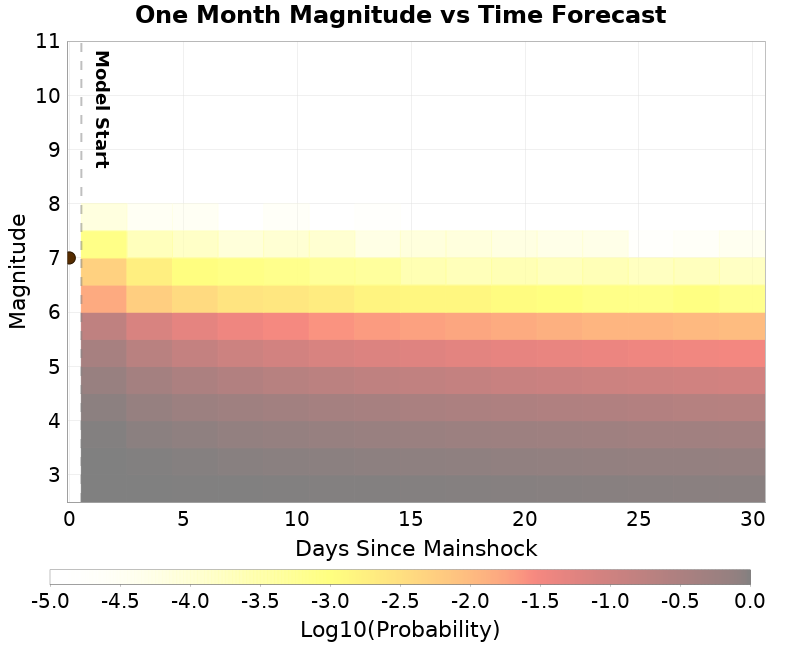 One Month Magnitude vs Time Forecast
11
10
9
8
7
6
5
4
3
Magnitude
Model Start
0 5 10 15 20 25 30
Days Since Mainshock
-5.0 -4.5 -4.0 -3.5 -3.0 -2.5 -2.0 -1.5 -1.0 -0.5 0.0
Log10(Probability)